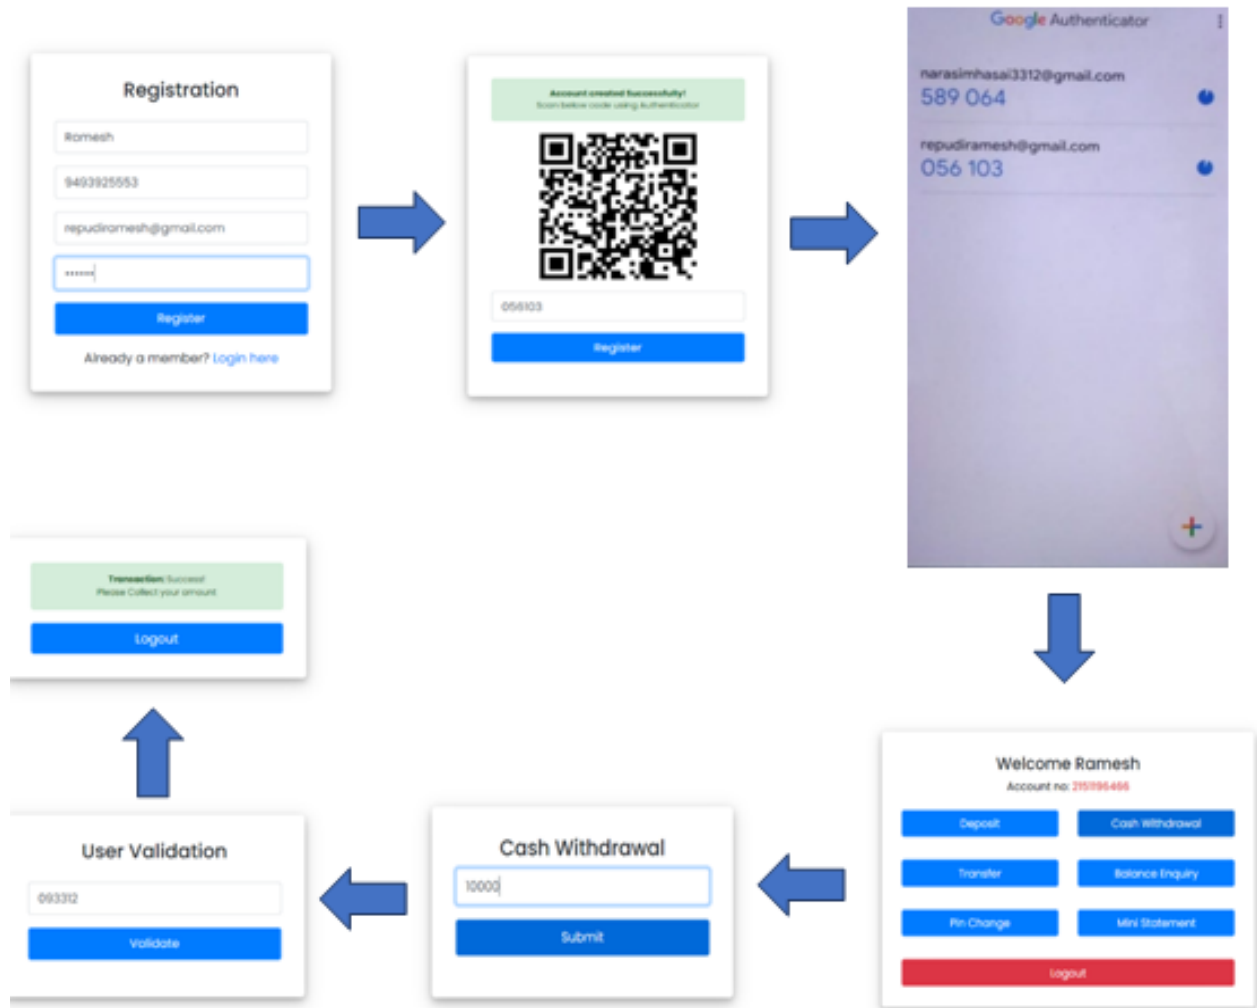 Registration
Romesh
9493925553
repudiramesh@gmail.com
••••••
Register
Already a member? Login here
Account created Successfully!
Scan below code using Authenticator
056103
Register
Google Authenticator
narasimhasai3312@gmail.com
589 064
repudiramesh@gmail.com
056 103
Welcome Ramesh
Account no: 2151195466
Deposit
Cash Withdrawal
Transfer
Balance Enquiry
Pin Change
Mini Statement
Logout
Cash Withdrawal
10000
Submit
User Validation
093312
Validate
Transaction: Success!
Please Collect your amount
Logout